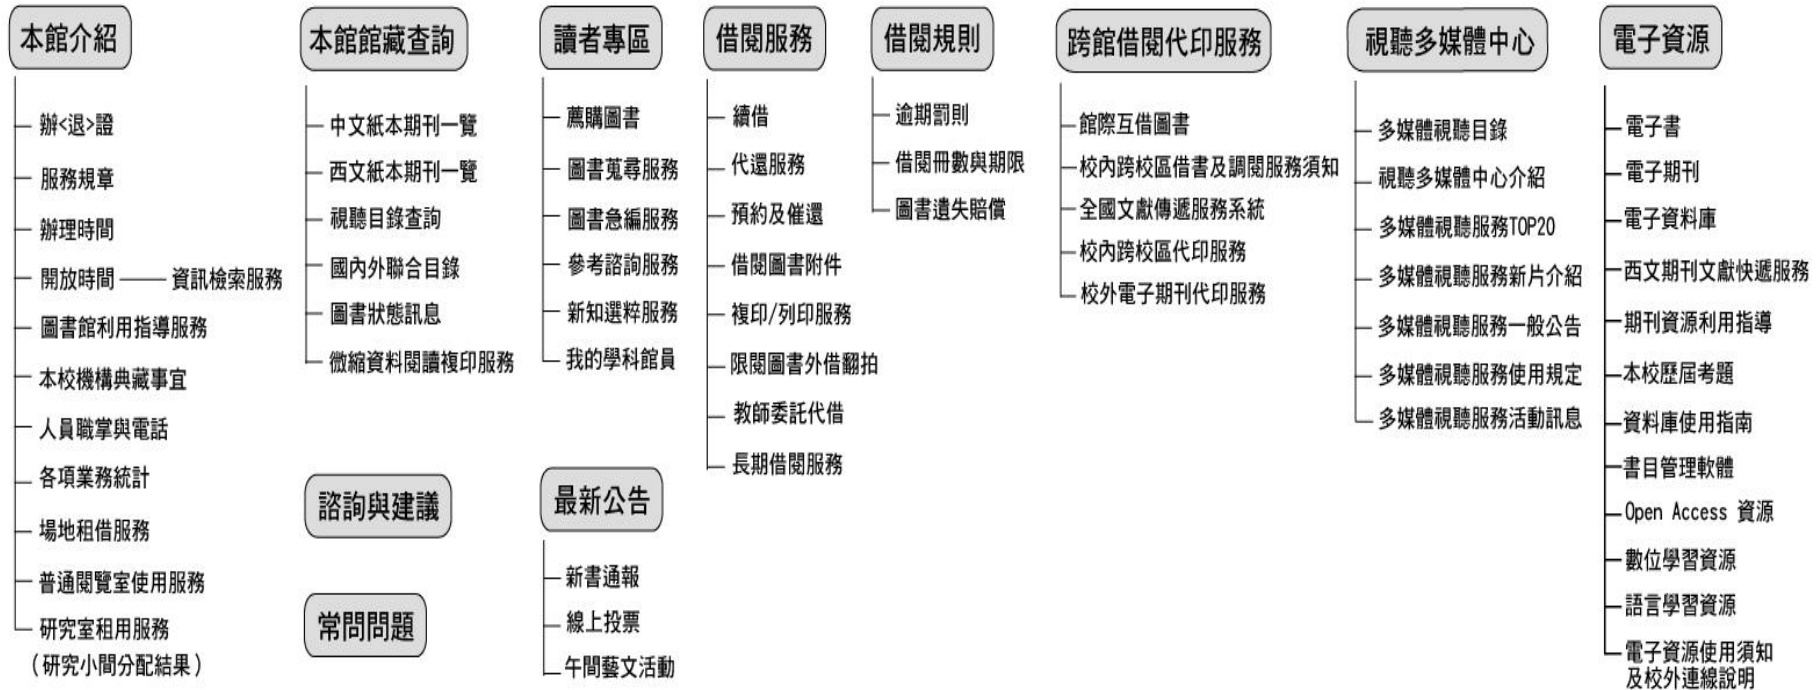 本館介紹
辦<退>證
服務規章
辦理時間
開放時間
資訊檢索服務
圖書館利用指導服務
本校機構典藏事宜
人員職掌與電話
各項業務統計
場地租借服務
普通閱覽室使用服務
研究室租用服務
(研究小間分配結果)
本館館藏查詢
中文紙本期刊一覽
西文紙本期刊一覽
視聽目錄查詢
國內外聯合目錄
圖書狀態訊息
微縮資料閱讀複印服務
諮詢與建議
常問問題
讀者專區
薦購圖書
圖書蒐尋服務
圖書急編服務
參考諮詢服務
新知選粹服務
我的學科館員
最新公告
新書通報
線上投票
午間藝文活動
借閱服務
續借
代還服務
預約及催還
借閱圖書附件
複印/列印服務
限閱圖書外借翻拍
教師委託代借
長期借閱服務
借閱規則
逾期罰則
借閱冊數與期限
圖書遺失賠償
跨館借閱代印服務
館際互借圖書
校內跨校區借書及調閱服務須知
全國文獻傳遞服務系統
校內跨校區代印服務
校外電子期刊代印服務
視聽多媒體中心
多媒體視聽目錄
視聽多媒體中心介紹
多媒體視聽服務TOP20
多媒體視聽服務新片介紹
多媒體視聽服務一般公告
多媒體視聽服務使用規定
多媒體視聽服務活動訊息
電子資源
電子書
電子期刊
電子資料庫
西文期刊文獻快遞服務
期刊資源利用指導
本校歷屆考題
資料庫使用指南
書目管理軟體
Open Access 資源
數位學習資源
語言學習資源
電子資源使用須知
及校外連線說明